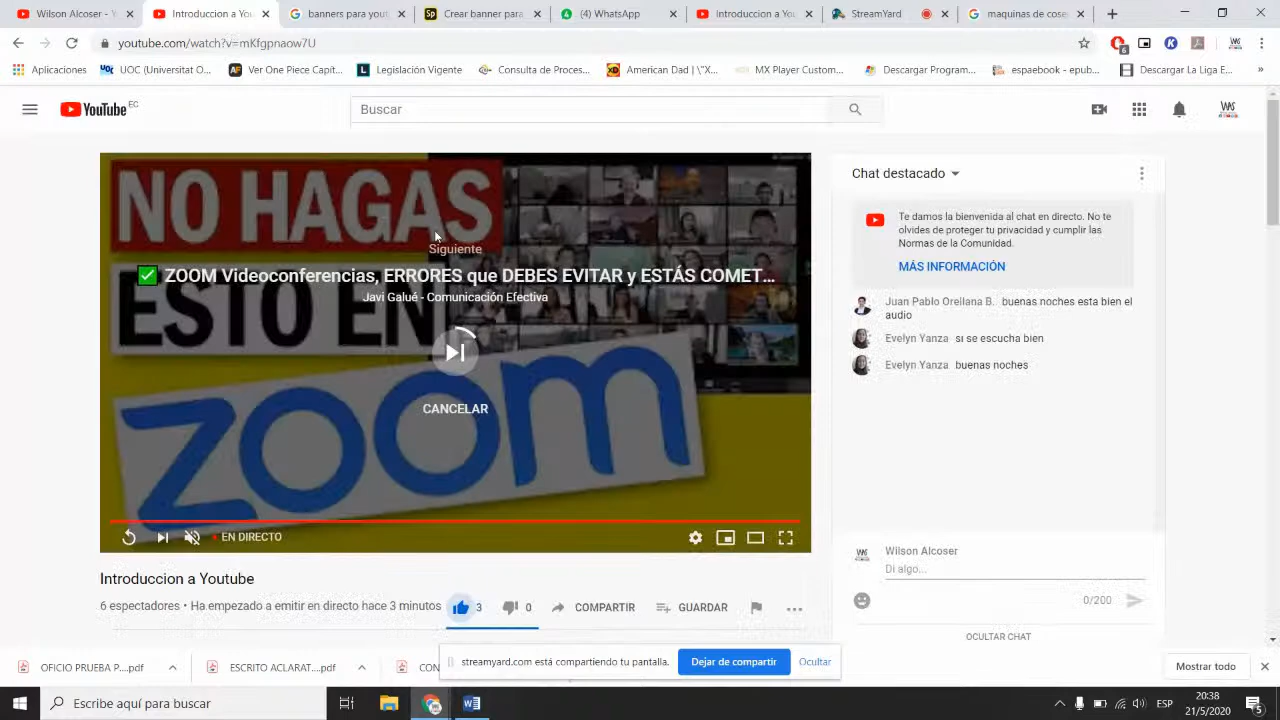 Wilson Alcoser - Y
Introduccion a Youtube
banners para yout
Crear banner para
(4) WhatsApp
Introduccion a You
StreamYard
maquinas de cose
youtube.com/watch?v=mKfgpnaow7U
6
Aplicaciones
UOC (Universitat O...
Ver One Piece Capít...
Legislación Vigente
Consulta de Proces...
American Dad | \"X...
MX Player Custom...
Descargar Program...
espaebook - epub...
Descargar La Liga E...
»
YouTube EC
Buscar
NO HAGAS
ESTO EN
zoom
Siguiente
ZOOM Videoconferencias, ERRORES que DEBES EVITAR y ESTÁS COMET...
Javi Galué - Comunicación Efectiva
CANCELAR
EN DIRECTO
Introduccion a Youtube
6 espectadores • Ha empezado a emitir en directo hace 3 minutos
3
0
COMPARTIR
GUARDAR
Chat destacado
Te damos la bienvenida al chat en directo. No te
olvides de proteger tu privacidad y cumplir las
Normas de la Comunidad.
MÁS INFORMACIÓN
Juan Pablo Orellana B.. buenas noches esta bien el
audio
Evelyn Yanza si se escucha bien
Evelyn Yanza buenas noches
Wilson Alcoser
Di algo...
0/200
OCULTAR CHAT
OFICIO PRUEBA P....pdf
ESCRITO ACLARAT....pdf
CON
streamyard.com está compartiendo tu pantalla.
Dejar de compartir
Ocultar
Mostrar todo
Escribe aquí para buscar
ESP
20:38
21/5/2020
5